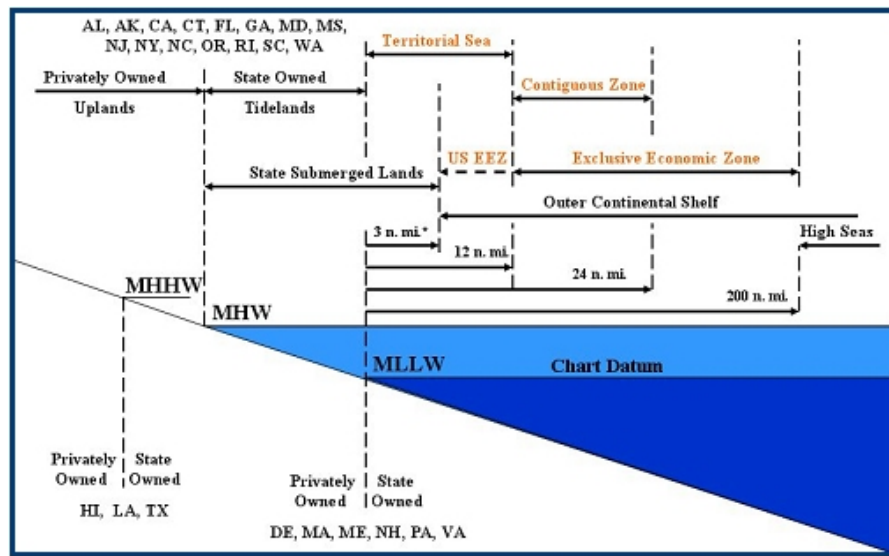 AL, AK, CA, CT, FL, GA, MD, MS,
NJ, NY, NC, OR, RI, SC, WA
Territorial Sea
Privately Owned
State Owned
Contiguous Zone
Uplands
Tidelands
US EEZ
Exclusive Economic Zone
State Submerged Lands
Outer Continental Shelf
3 n. mi.*
High Seas
12 n. mi.
24 n. mi.
MHHW
200 n. mi.
MHW
MLLW
Chart Datum
Privately
Owned
State
Owned
HI, LA, TX
Privately
Owned
State
Owned
DE, MA, ME, NH, PA, VA